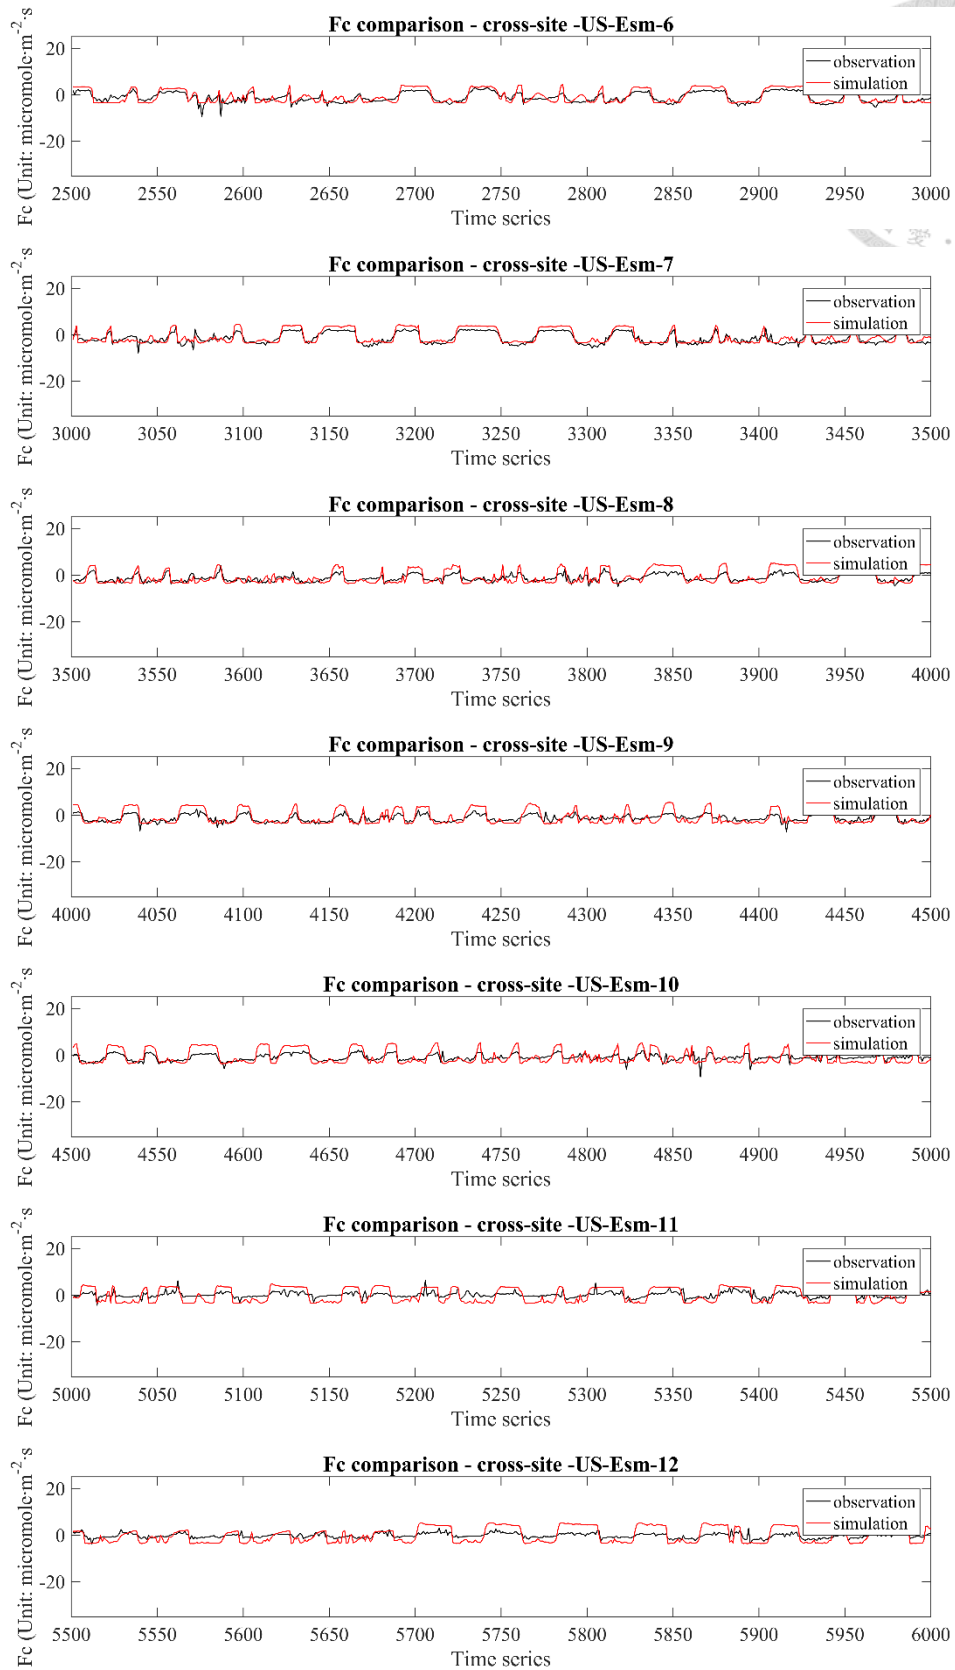 Fc comparison - cross-site -US-Esm-6
Fc (Unit: micromole·m-2·s
20
0
-20
observation
simulation
2500 2550 2600 2650 2700 2750 2800 2850 2900 2950 3000
Time series
Fc comparison - cross-site -US-Esm-7
Fc (Unit: micromole·m-2·s
20
0
-20
observation
simulation
3000 3050 3100 3150 3200 3250 3300 3350 3400 3450 3500
Time series
Fc comparison - cross-site -US-Esm-8
Fc (Unit: micromole·m-2·s
20
0
-20
observation
simulation
3500 3550 3600 3650 3700 3750 3800 3850 3900 3950 4000
Time series
Fc comparison - cross-site -US-Esm-9
Fc (Unit: micromole·m-2·s
20
0
-20
observation
simulation
4000 4050 4100 4150 4200 4250 4300 4350 4400 4450 4500
Time series
Fc comparison - cross-site -US-Esm-10
Fc (Unit: micromole·m-2·s
20
0
-20
observation
simulation
4500 4550 4600 4650 4700 4750 4800 4850 4900 4950 5000
Time series
Fc comparison - cross-site -US-Esm-11
Fc (Unit: micromole·m-2·s
20
0
-20
observation
simulation
5000 5050 5100 5150 5200 5250 5300 5350 5400 5450 5500
Time series
Fc comparison - cross-site -US-Esm-12
Fc (Unit: micromole·m-2·s
20
0
-20
observation
simulation
5500 5550 5600 5650 5700 5750 5800 5850 5900 5950 6000
Time series